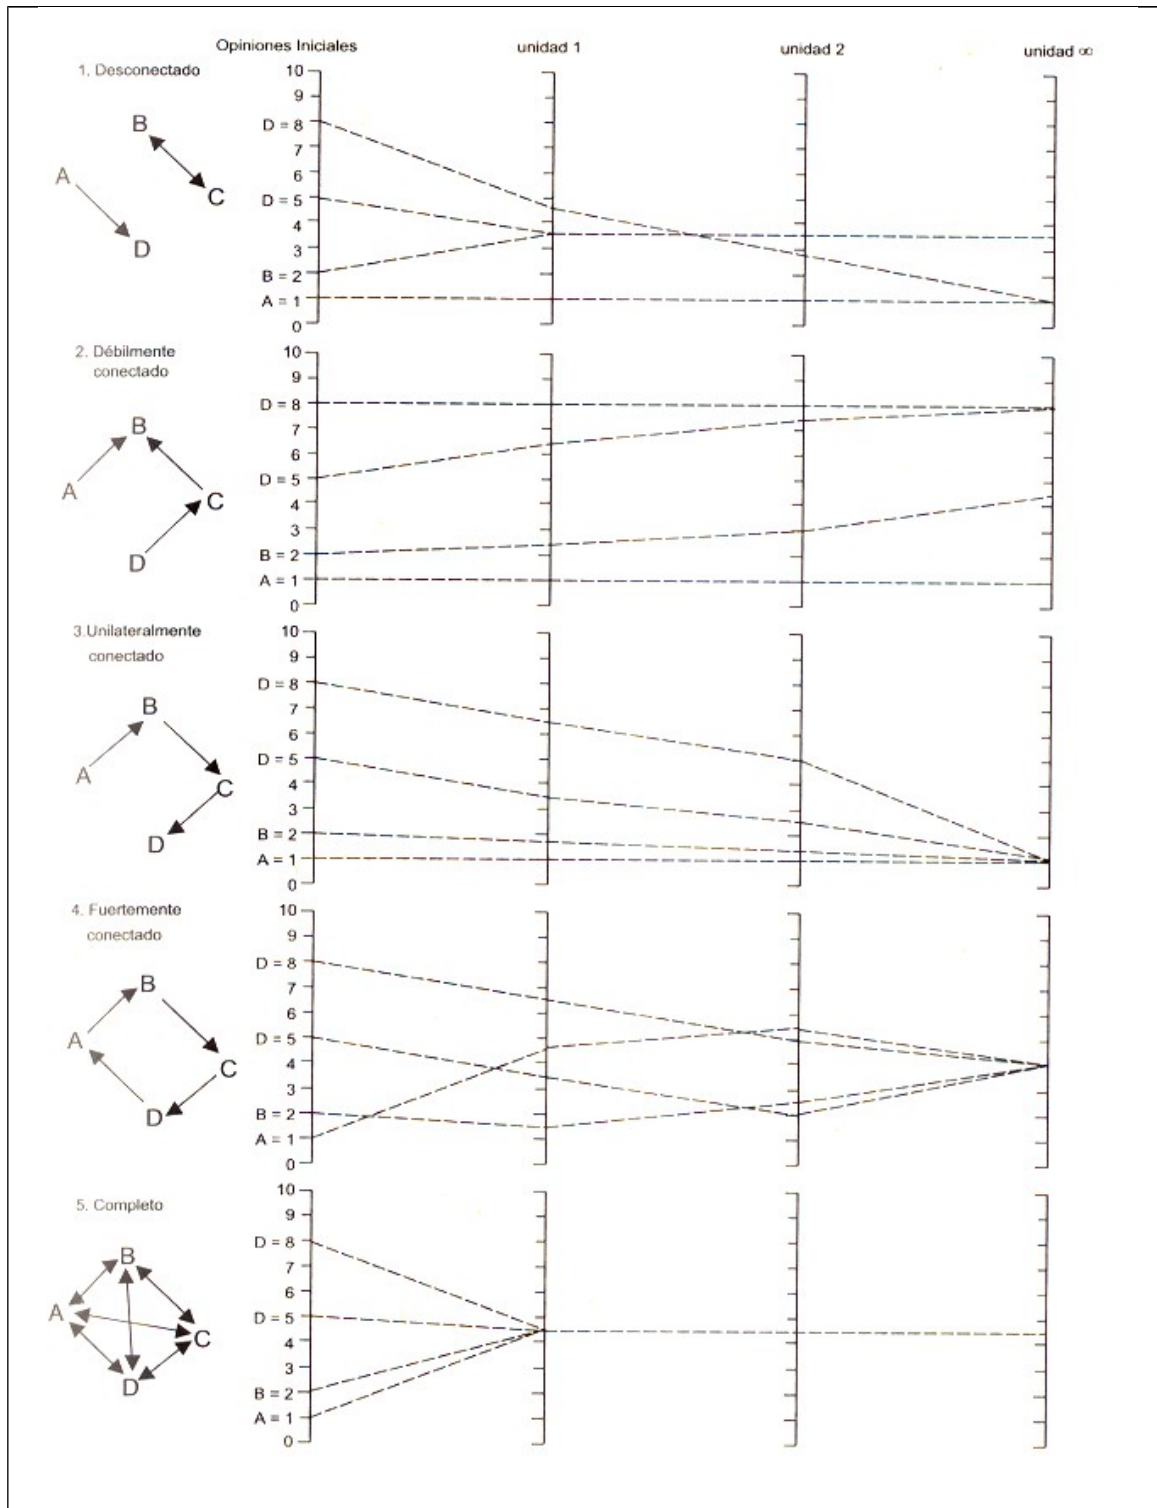 Opiniones Iniciales unidad 1 unidad 2 unidad ∞
1. Desconectado
B
A
C
D
10
9
D = 8
7
6
D = 5
4
3
B = 2
A = 1
0
2. Débilmente
conectado
B
A
C
D
10
9
D = 8
7
6
D = 5
4
3
B = 2
A = 1
0
3.Unilateralmente
conectado
B
A
C
D
10
9
D = 8
7
6
D = 5
4
3
B = 2
A = 1
0
4. Fuertemente
conectado
B
A
C
D
10
9
D = 8
7
6
D = 5
4
3
B = 2
A = 1
0
5. Completo
B
A
C
D
10
9
D = 8
7
6
D = 5
4
3
B = 2
A = 1
0